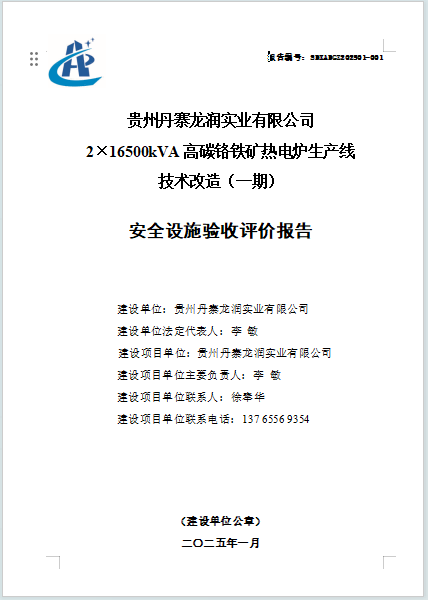 报告编号：
贵州丹寨龙润实业有限公司
2×16500kVA 高碳铬铁矿热电炉生产线
技术改造（一期）
安全设施验收评价报告
建设单位：贵州丹寨龙润实业有限公司
建设单位法定代表人：李 敏
建设项目单位：贵州丹寨龙润实业有限公司
建设项目单位主要负责人：李 敏
建设项目单位联系人：徐奉华
建设项目单位联系电话：137 6556 9354
（建设单位公章）
二〇二五年一月